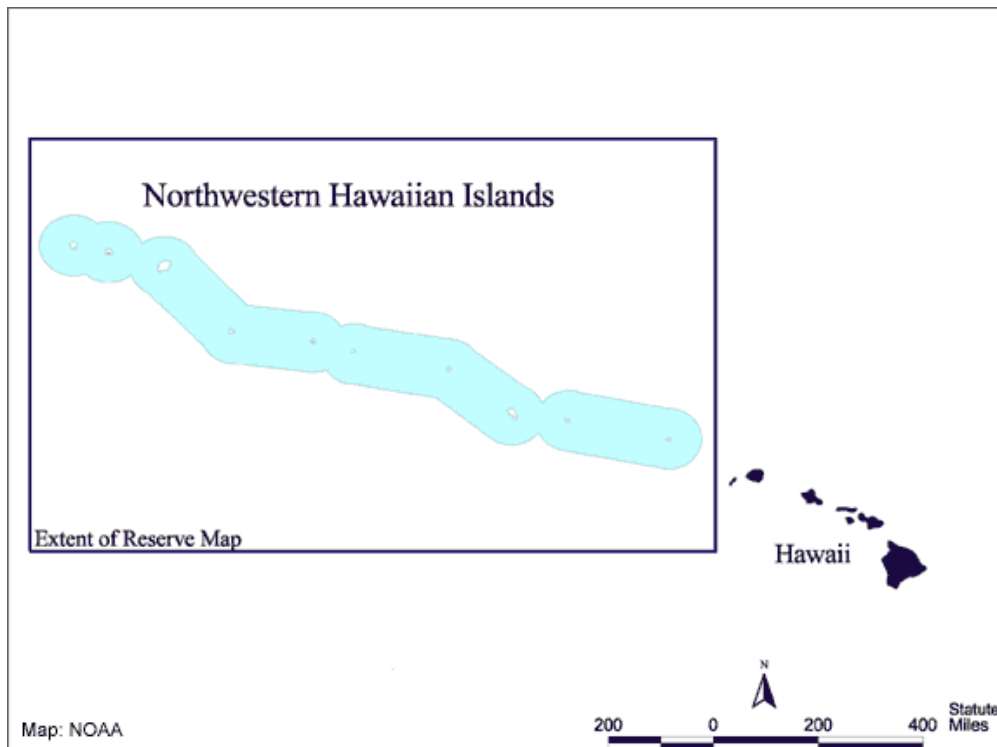 Northwestern Hawaiian Islands
Extent of Reserve Map
Hawaii
N
Map: NOAA
200 0 200 400
Statute
Miles